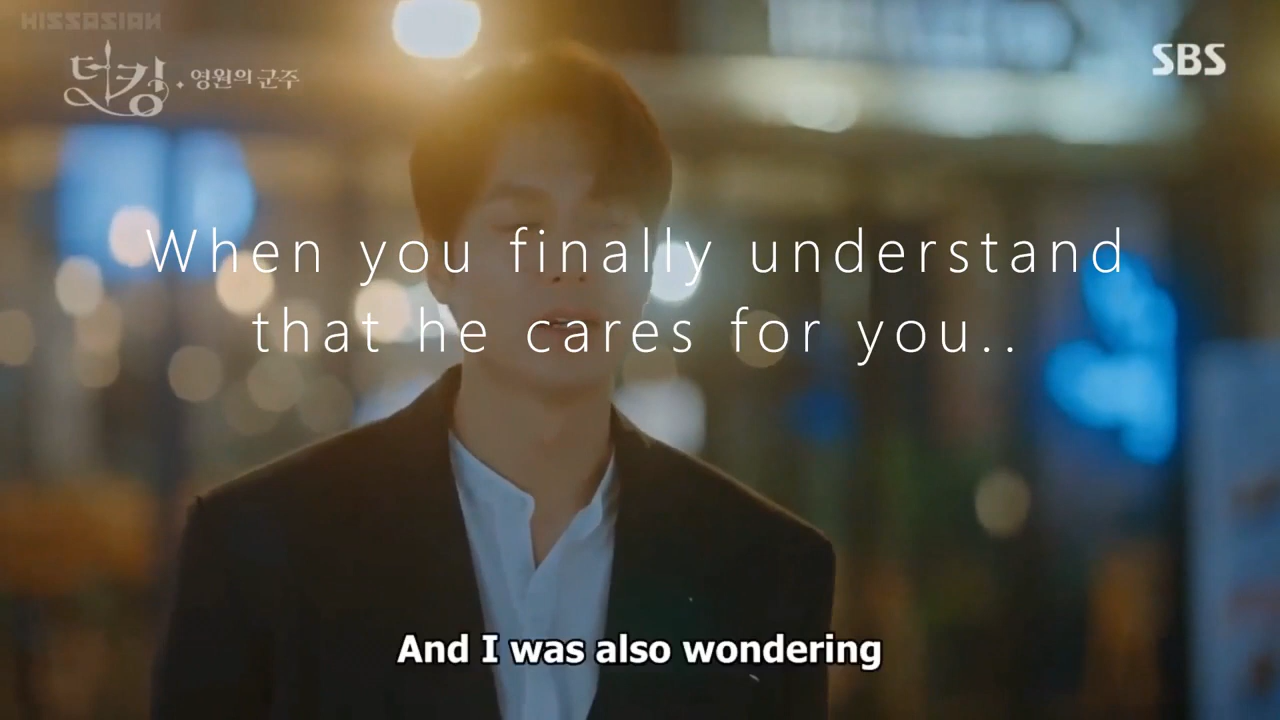 KISSASIAN
더킹
영원의 군주
SBS
When you finally understand
that he cares for you..
And I was also wondering